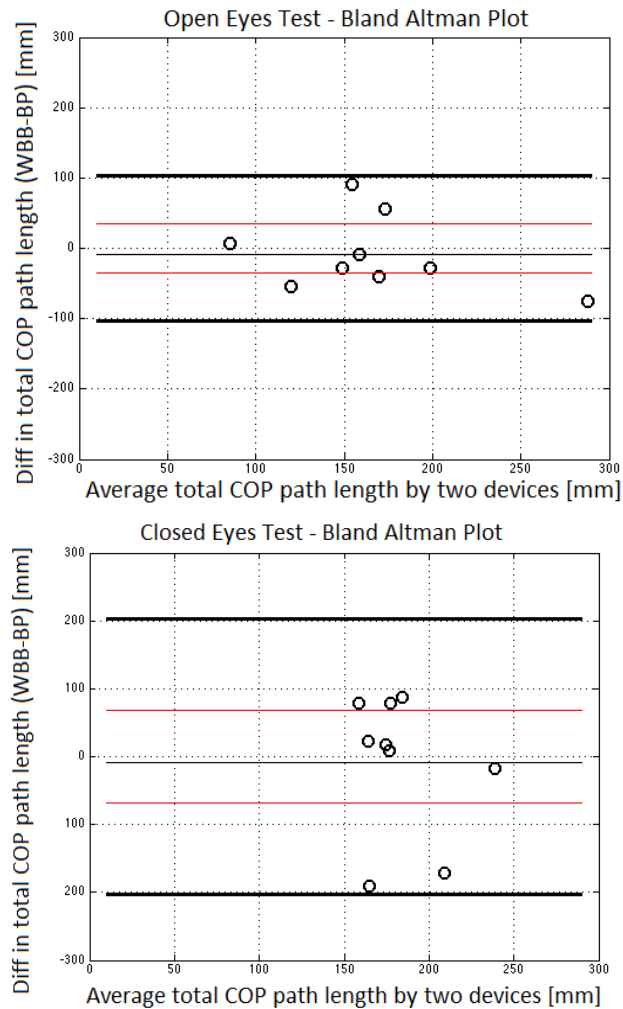 Open Eyes Test - Bland Altman Plot
Diff in total COP path length (WBB-BP) [mm]
300
200
100
0
-100
-200
-300
0 50 100 150 200 250 300
Average total COP path length by two devices [mm]
Closed Eyes Test - Bland Altman Plot
Diff in total COP path length (WBB-BP) [mm]
300
200
100
0
100
200
-300
0 50 100 150 200 250 300
Average total COP path length by two devices [mm]